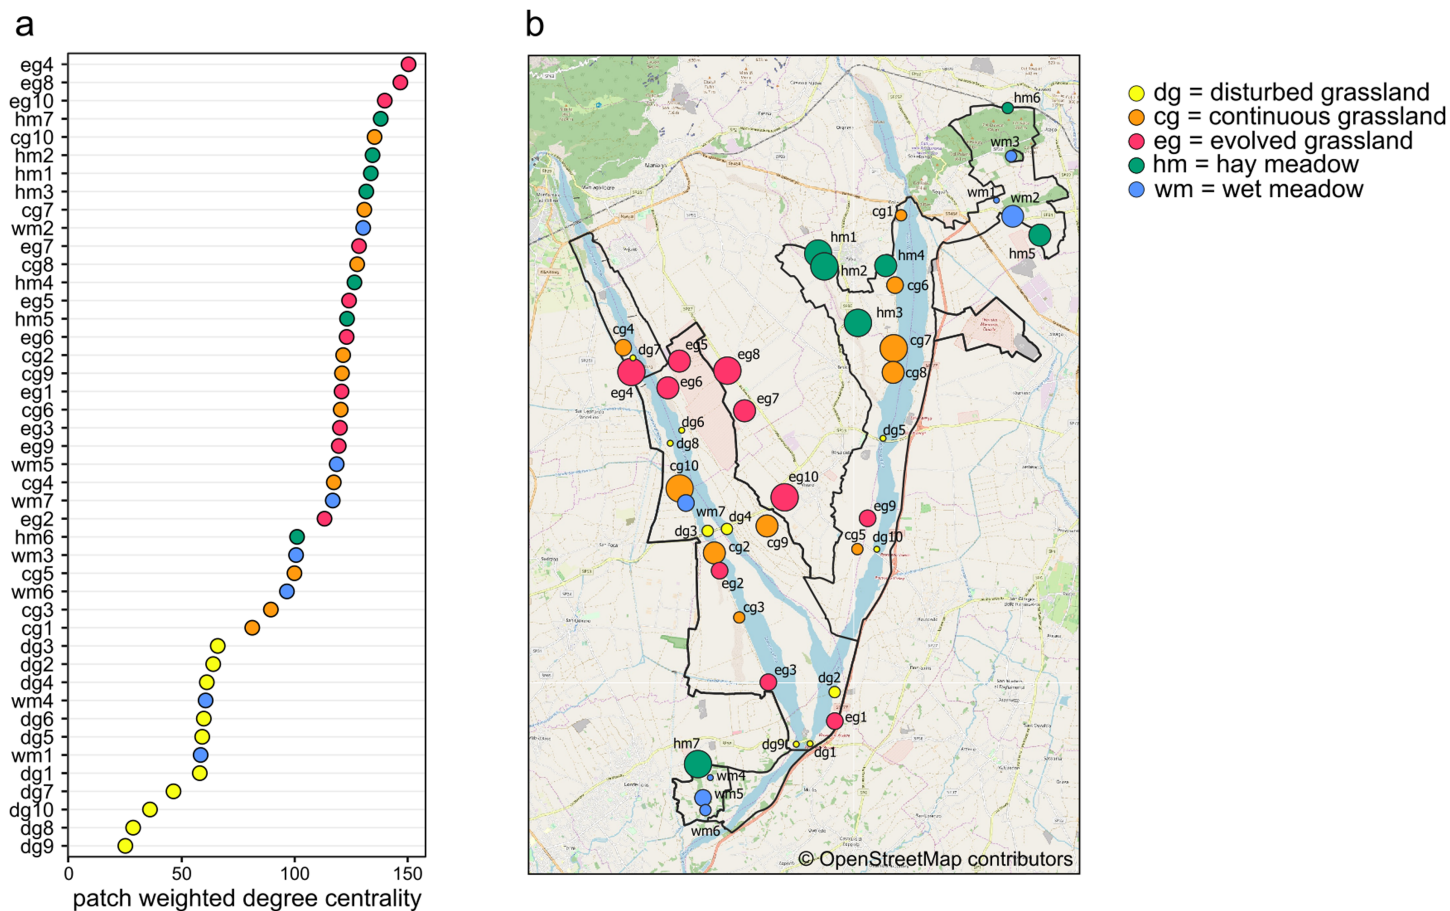 a
b
eg4
eg8
eg10
hm7
cg10
hm2
hm1
hm3
cg7
wm2
eg7
cg8
hm4
eg5
hm5
eg6
cg2
cg9
eg1
cg6
eg3
eg9
wm5
cg4
wm7
eg2
hm6
wm3
cg5
wm6
cg3
cg1
dg3
dg2
dg4
wm4
dg6
dg5
wm1
dg1
dg7
dg10
dg8
dg9
0 50 100 150
patch weighted degree centrality
hm6
wm3
wm1
wm2
cg1
hm1
hm5
hm4
hm2
cg6
hm3
cg4
cg7
dg7
eg5
eg8
cg8
eg6
eg4
eg7
dg6
dg5
dg8
cg10
eg10
eg9
wm7
dg4
dg3
cg9
cg5
dg10
cg2
eg2
cg3
eg3
dg2
eg1
hm7
dg9
dg1
wm4
wm5
wm6
© OpenStreetMap contributors
dg = disturbed grassland
cg = continuous grassland
eg = evolved grassland
hm = hay meadow
wm = wet meadow